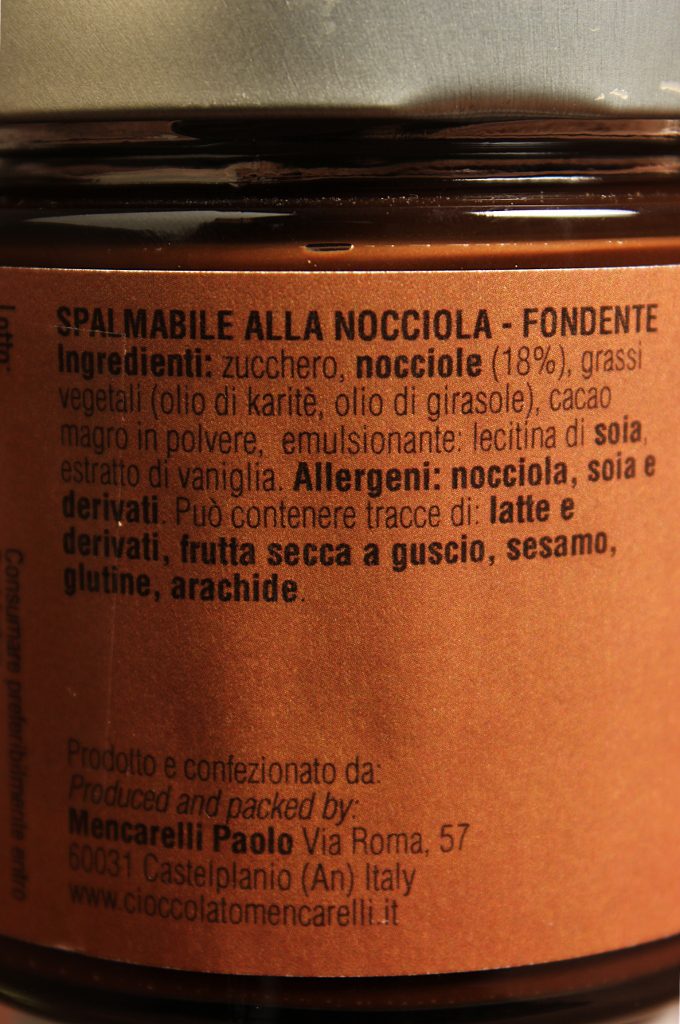 SPALMABILE ALLA NOCCIOLA - FONDENTE
Ingredienti: zucchero, nocciole (18%), grassi
vegetali (olio di karitè, olio di girasole), cacao
magro in polvere, emulsionante: lecitina di soia,
estratto di vaniglia. Allergeni: nocciola, soia e
derivati. Può contenere tracce di: latte e
derivati, frutta secca a guscio, sesamo,
glutine, arachide.
Prodotto e confezionato da:
Produced and packed by:
Mencarelli Paolo Via Roma, 57
60031 Castelplanio (An) Italy
www.cioccolatomencarelli.it
Consumare preferibilmente entro